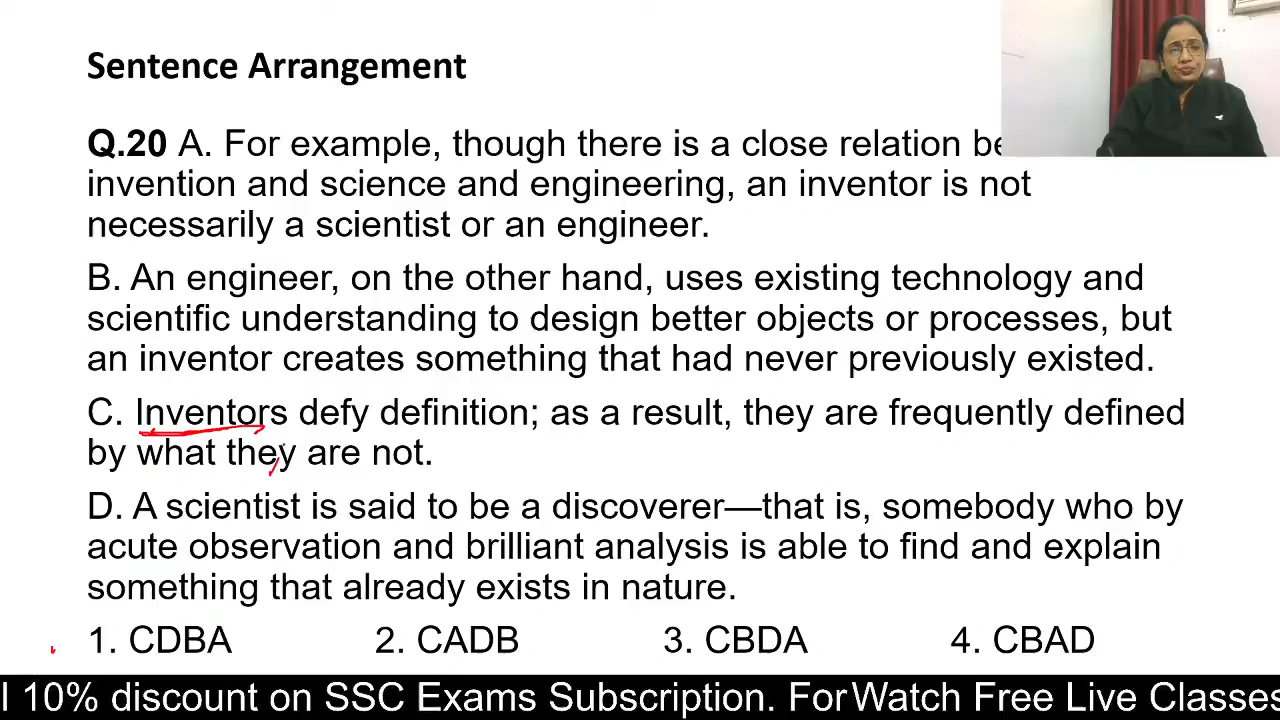 Sentence Arrangement
Q.20 A. For example, though there is a close relation
invention and science and engineering, an inventor is not
necessarily a scientist or an engineer.
B. An engineer, on the other hand, uses existing technology and
scientific understanding to design better objects or processes, but
an inventor creates something that had never previously existed.
C. Inventors defy definition; as a result, they are frequently defined
by what they are not.
D. A scientist is said to be a discoverer—that is, somebody who by
acute observation and brilliant analysis is able to find and explain
something that already exists in nature.
1. CDBA 2. CADB 3. CBDA 4. CBAD
10% discount on SSC Exams Subscription. For Watch Free Live Classes